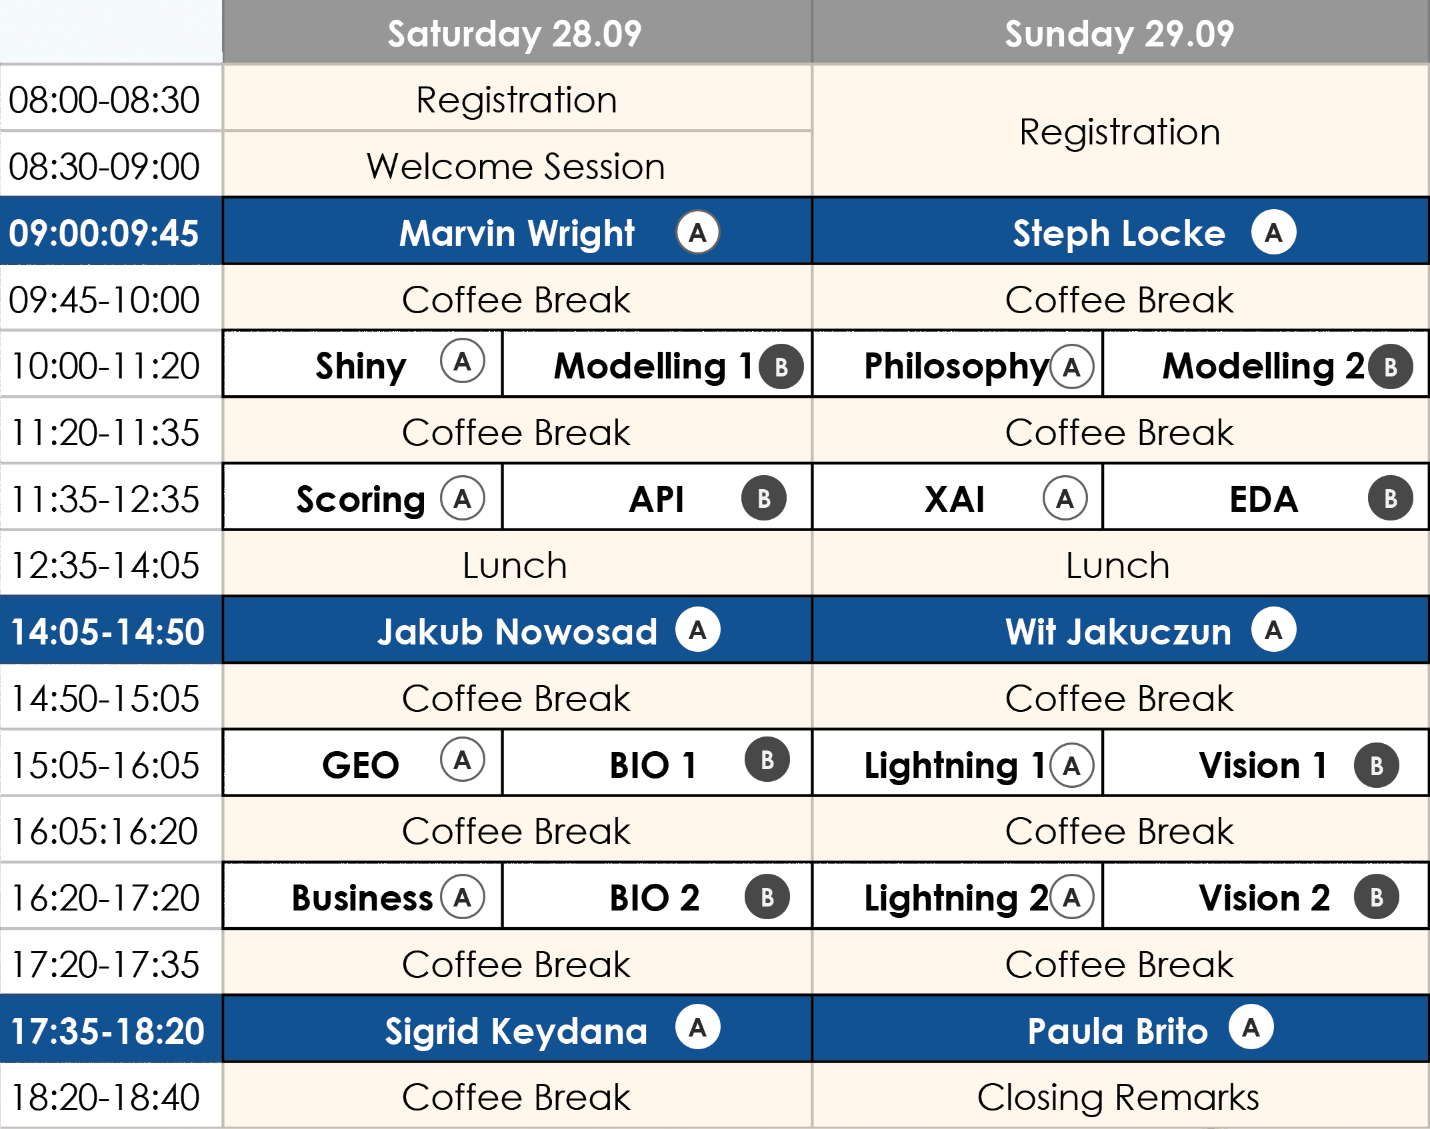 Saturday 28.09 Sunday 29.09
08:00-08:30 Registration
Registration
08:30-09:00 Welcome Session
09:00:09:45 Marvin Wright A Steph Locke A
09:45-10:00 Coffee Break Coffee Break
10:00-11:20 Shiny A Modelling 1 B Philosophy A Modelling 2 B
11:20-11:35 Coffee Break Coffee Break
11:35-12:35 Scoring A API B XAI A EDA B
12:35-14:05 Lunch Lunch
14:05-14:50 Jakub Nowosad A Wit Jakuczun A
14:50-15:05 Coffee Break Coffee Break
15:05-16:05 GEO A BIO 1 B Lightning 1 A Vision 1 B
16:05:16:20 Coffee Break Coffee Break
16:20-17:20 Business A BIO 2 B Lightning 2 A Vision 2 B
17:20-17:35 Coffee Break Coffee Break
17:35-18:20 Sigrid Keydana A Paula Brito A
18:20-18:40 Coffee Break Closing Remarks